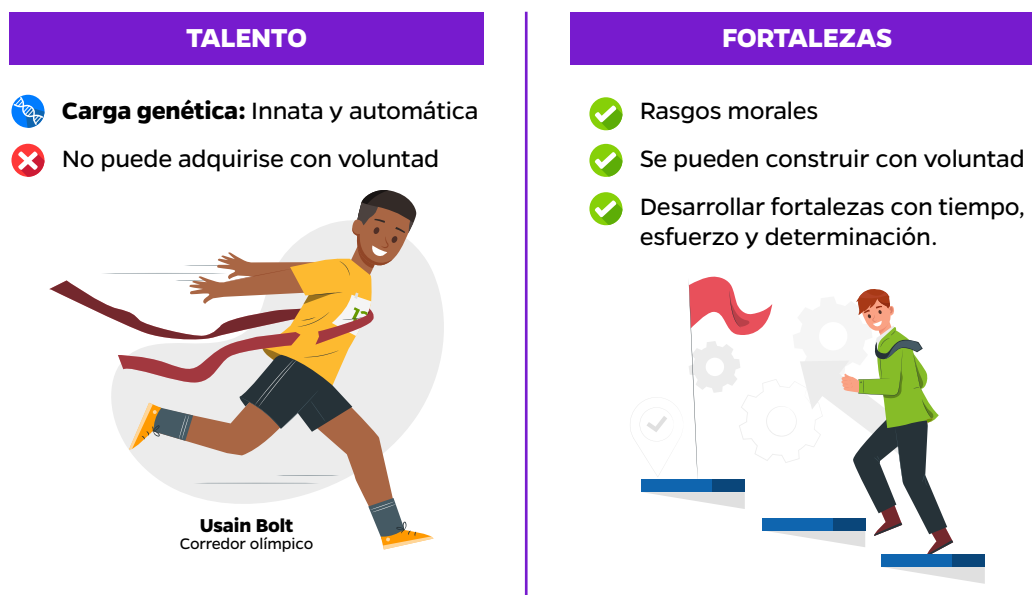 TALENTO
Carga genética: Innata y automática
No puede adquirise con voluntad
Usain Bolt
Corredor olímpico
FORTALEZAS
Rasgos morales
Se pueden construir con voluntad
Desarrollar fortalezas con tiempo,
esfuerzo y determinación.